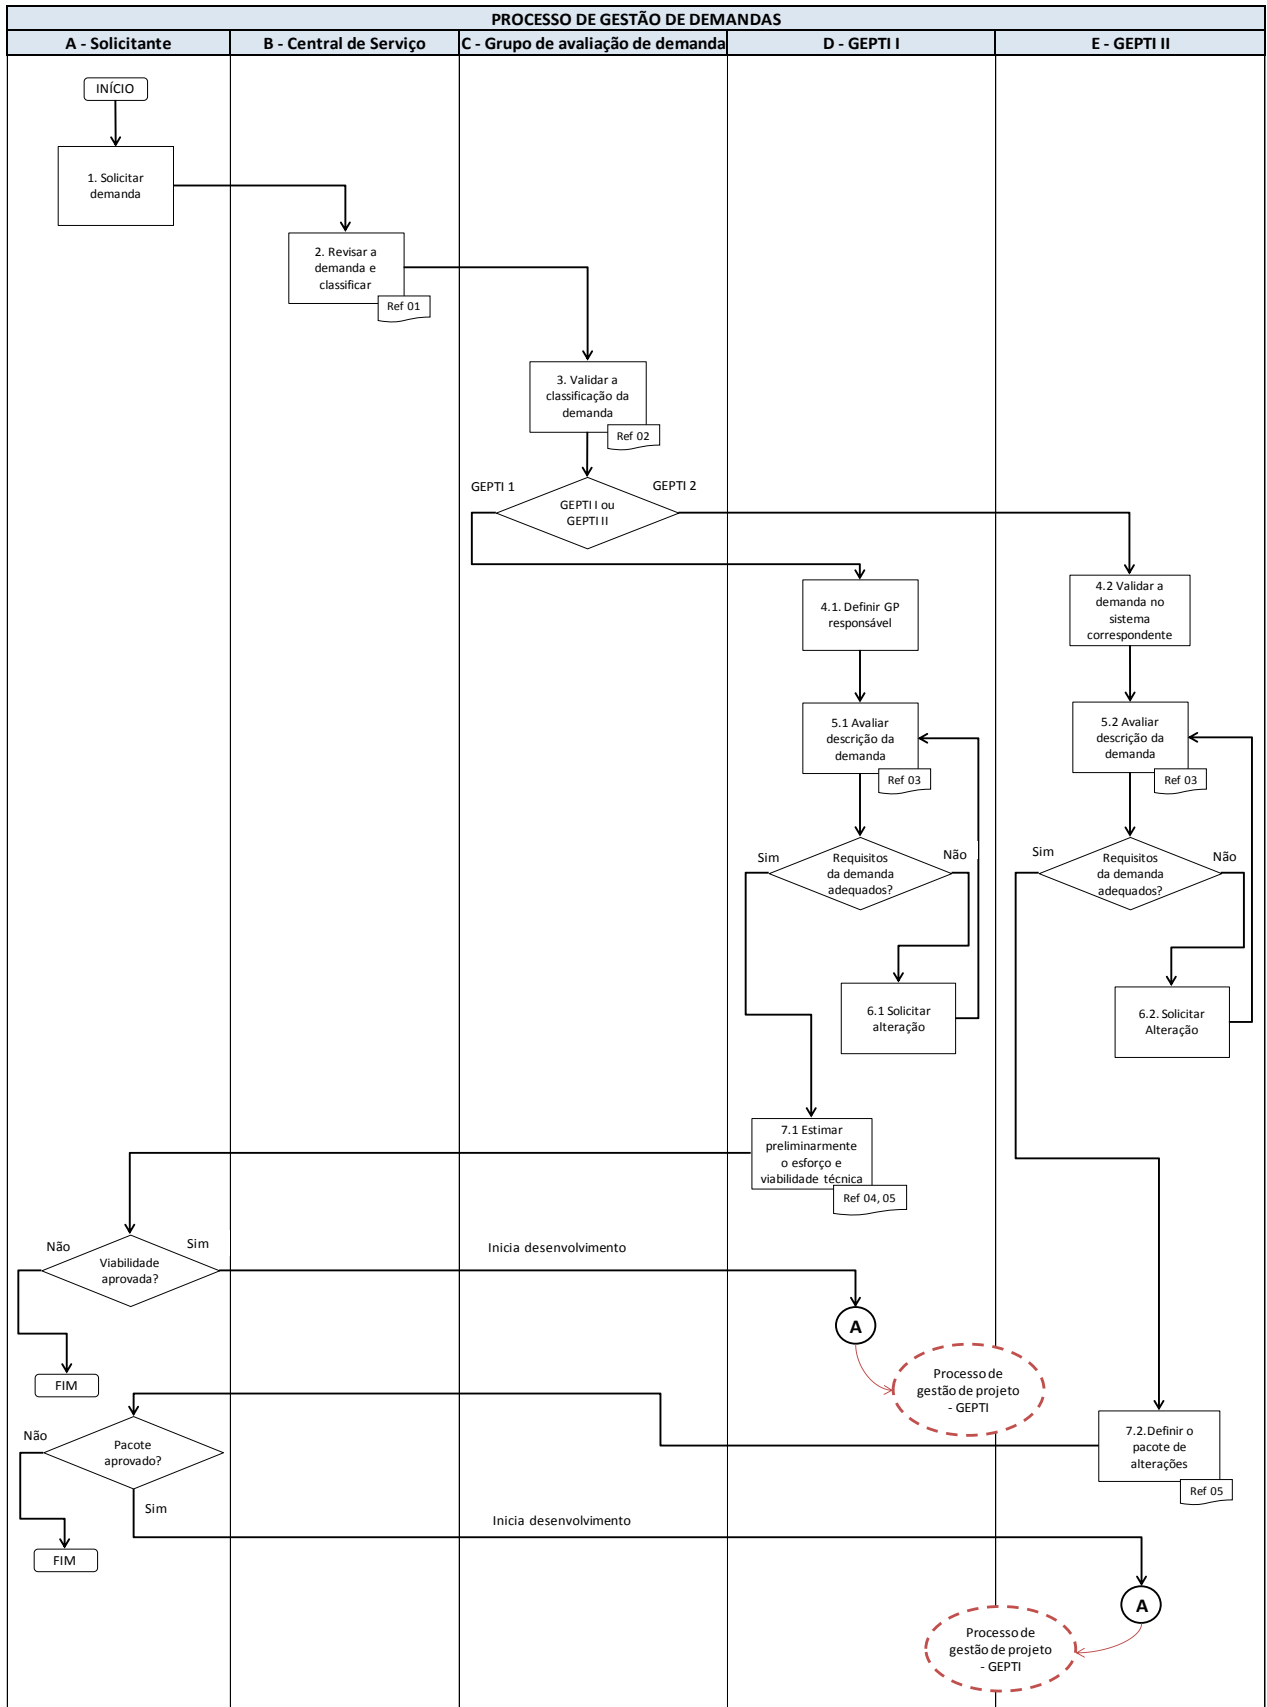 PROCESSO DE GESTÃO DE DEMANDAS
A - Solicitante
B - Central de Serviço
C - Grupo de avaliação de demanda
D - GEPTI I
E - GEPTI II
INÍCIO
1. Solicitar
demanda
2. Revisar a
demanda e
classificar
Ref 01
3. Validar a
classificação da
demanda
Ref 02
GEPTI 1
GEPTI 2
GEPTI I ou
GEPTI II
4.1. Definir GP
responsável
4.2 Validar a
demanda no
sistema
correspondente
5.1 Avaliar
descrição da
demanda
Ref 03
5.2 Avaliar
descrição da
demanda
Ref 03
Sim
Requisitos
da demanda
adequados?
Não
Sim
Requisitos
da demanda
adequados?
Não
6.1 Solicitar
alteração
6.2. Solicitar
Alteração
7.1 Estimar
preliminarmente
o esforço e
viabilidade técnica
Ref 04, 05
Não
Viabilidade
aprovada?
Sim
Inicia desenvolvimento
A
Processo de
gestão de projeto
- GEPTI
FIM
7.2.Definir o
pacote de
alterações
Ref 05
Não
Pacote
aprovado?
Sim
Inicia desenvolvimento
FIM
A
Processo de
gestão de projeto
- GEPTI